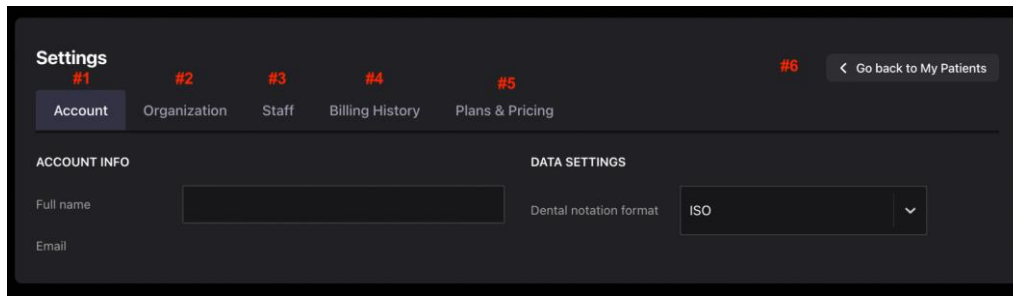 Settings
#1 #2 #3 #4 #5 #6
< Go back to My Patients
Account Organization Staff Billing History Plans & Pricing
ACCOUNT INFO
DATA SETTINGS
Full name
Dental notation format ISO
Email